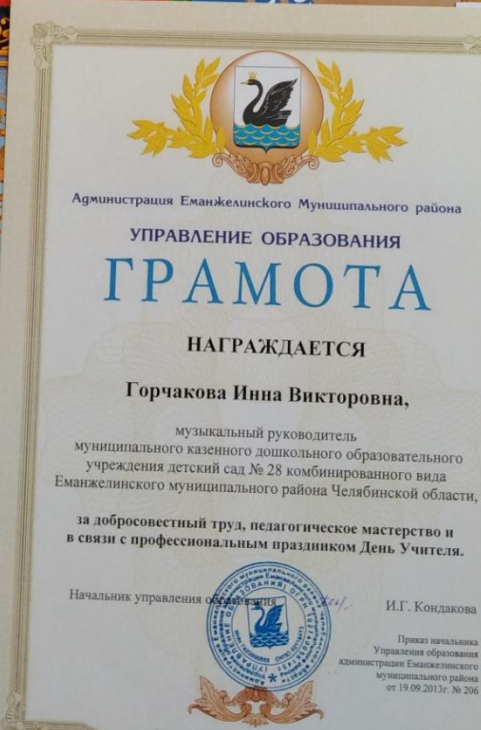 Администрация Еманжелинского Муниципального района
УПРАВЛЕНИЕ ОБРАЗОВАНИЯ
ГРАМОТА
НАГРАЖДАЕТСЯ
Горчакова Инна Викторовна,
музыкальный руководитель
муниципального казенного дошкольного образовательного
учреждения детский сад № 28 комбинированного вида
Еманжелинского муниципального района Челябинской области,
за добросовестный труд, педагогическое мастерство и
в связи с профессиональным праздником День Учителя.
Начальник управления образования
И.Г. Кондакова
Приказ начальника
Управления образования
администрации Еманжелинского
муниципального района
от 19.09.2013г. № 206